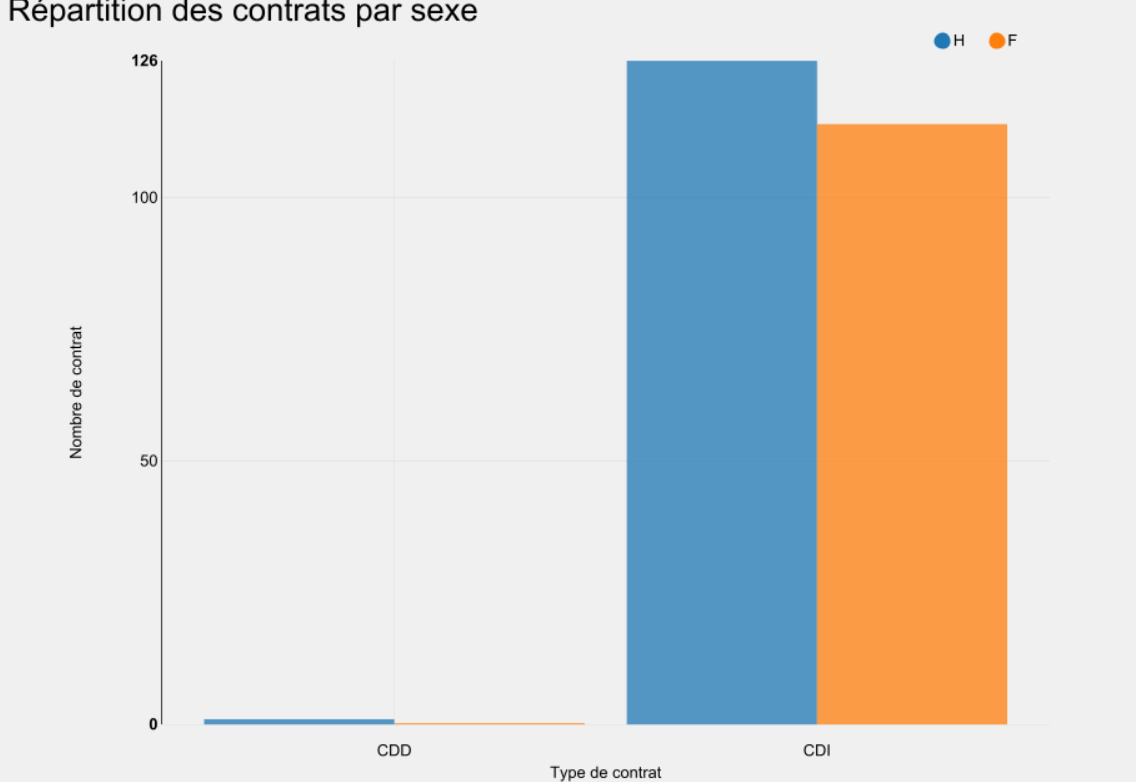 Répartition des contrats par sexe
H F
126
100
50
0
Nombre de contrat
CDD CDI
Type de contrat